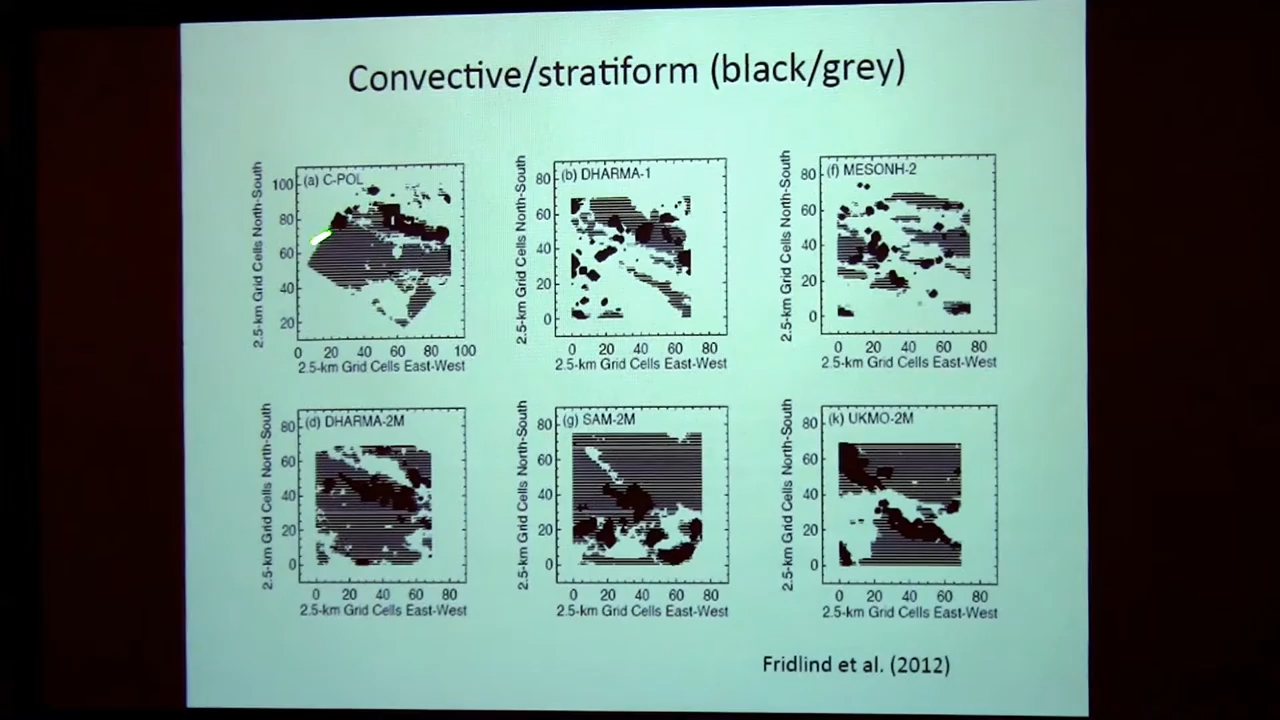 Convective/stratiform (black/grey)
(a) C-POL
2.5-km Grid Cells North-South
100
80
60
40
20
0 20 40 60 80 100
2.5-km Grid Cells East-West
(b) DHARMA-1
2.5-km Grid Cells North-South
80
60
40
20
0
0 20 40 60 80
2.5-km Grid Cells East-West
(f) MESONH-2
2.5-km Grid Cells North-South
80
60
40
20
0
0 20 40 60 80
2.5-km Grid Cells East-West
(d) DHARMA-2M
2.5-km Grid Cells North-South
80
60
40
20
0
0 20 40 60 80
2.5-km Grid Cells East-West
(g) SAM-2M
2.5-km Grid Cells North-South
80
60
40
20
0
0 20 40 60 80
2.5-km Grid Cells East-West
(k) UKMO-2M
2.5-km Grid Cells North-South
80
60
40
20
0
0 20 40 60 80
2.5-km Grid Cells East-West
Fridlind et al. (2012)